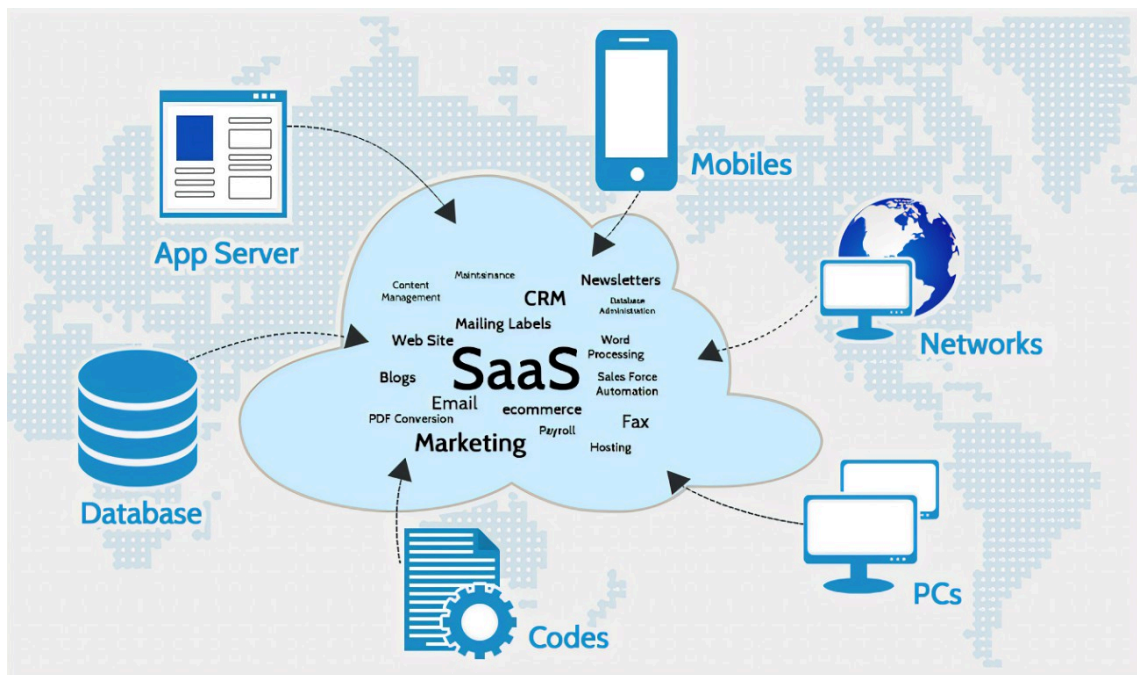 Mobiles
App Server
Maintainance
Newsletters
Content
Management
CRM
Database
Administration
Mailing Labels
Web Site
Word
Processing
Networks
SaaS
Blogs
Sales Force
Automation
Email
ecommerce
PDF Conversion
Payroll
Fax
Marketing
Hosting
Database
PCs
Codes